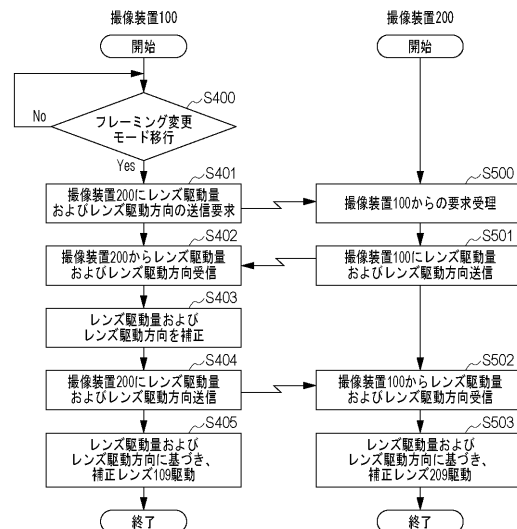 撮像装置100
撮像装置200
開始
開始
S400
フレーミング変更
モード移行
No
Yes
S401
撮像装置200にレンズ駆動量
およびレンズ駆動方向の送信要求
S500
撮像装置100からの要求受理
S402
撮像装置200からレンズ駆動量
およびレンズ駆動方向受信
S501
撮像装置100にレンズ駆動量
およびレンズ駆動方向送信
S403
レンズ駆動量および
レンズ駆動方向を補正
S404
撮像装置200にレンズ駆動量
およびレンズ駆動方向送信
S502
撮像装置100からレンズ駆動量
およびレンズ駆動方向受信
S405
レンズ駆動量および
レンズ駆動方向に基づき、
補正レンズ109駆動
S503
レンズ駆動量および
レンズ駆動方向に基づき、
補正レンズ209駆動
終了
終了